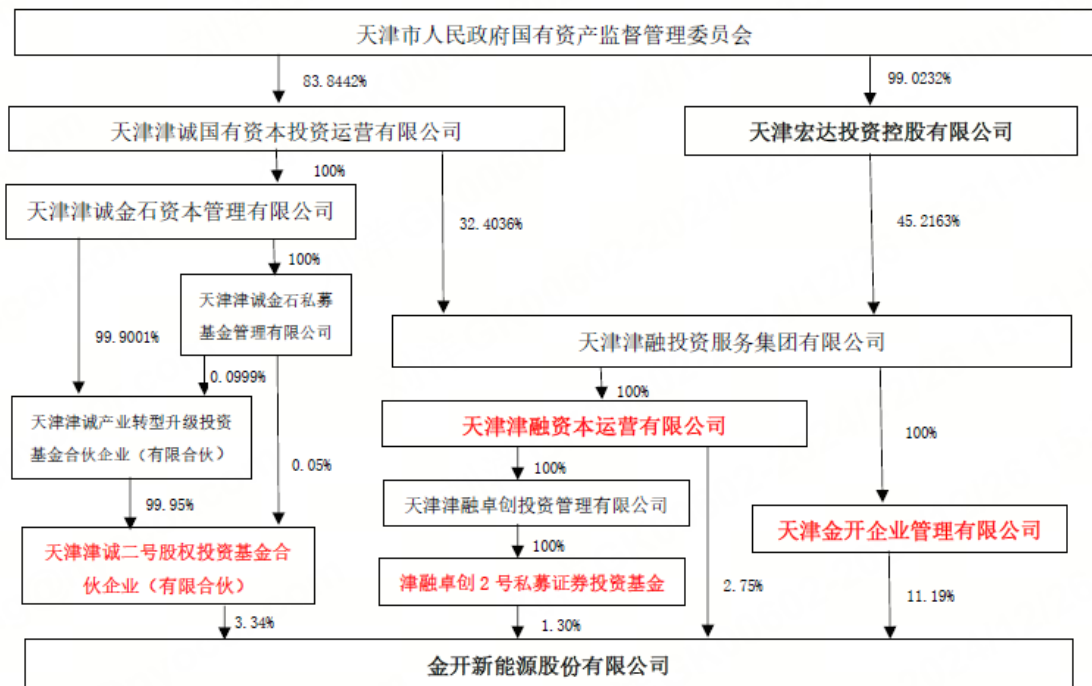 天津市人民政府国有资产监督管理委员会
83.8442%
99.0232%
天津津诚国有资本投资运营有限公司
天津宏达投资控股有限公司
100%
天津津诚金石资本管理有限公司
32.4036%
45.2163%
100%
天津津诚金石私募
基金管理有限公司
99.9001%
天津津融投资服务集团有限公司
0.0999%
100%
天津津诚产业转型升级投资
基金合伙企业（有限合伙）
天津津融资本运营有限公司
100%
0.05%
100%
99.95%
天津津融卓创投资管理有限公司
天津金开企业管理有限公司
天津津诚二号股权投资基金合
伙企业（有限合伙）
100%
津融卓创2号私募证券投资基金
2.75%
11.19%
3.34%
1.30%
金开新能源股份有限公司